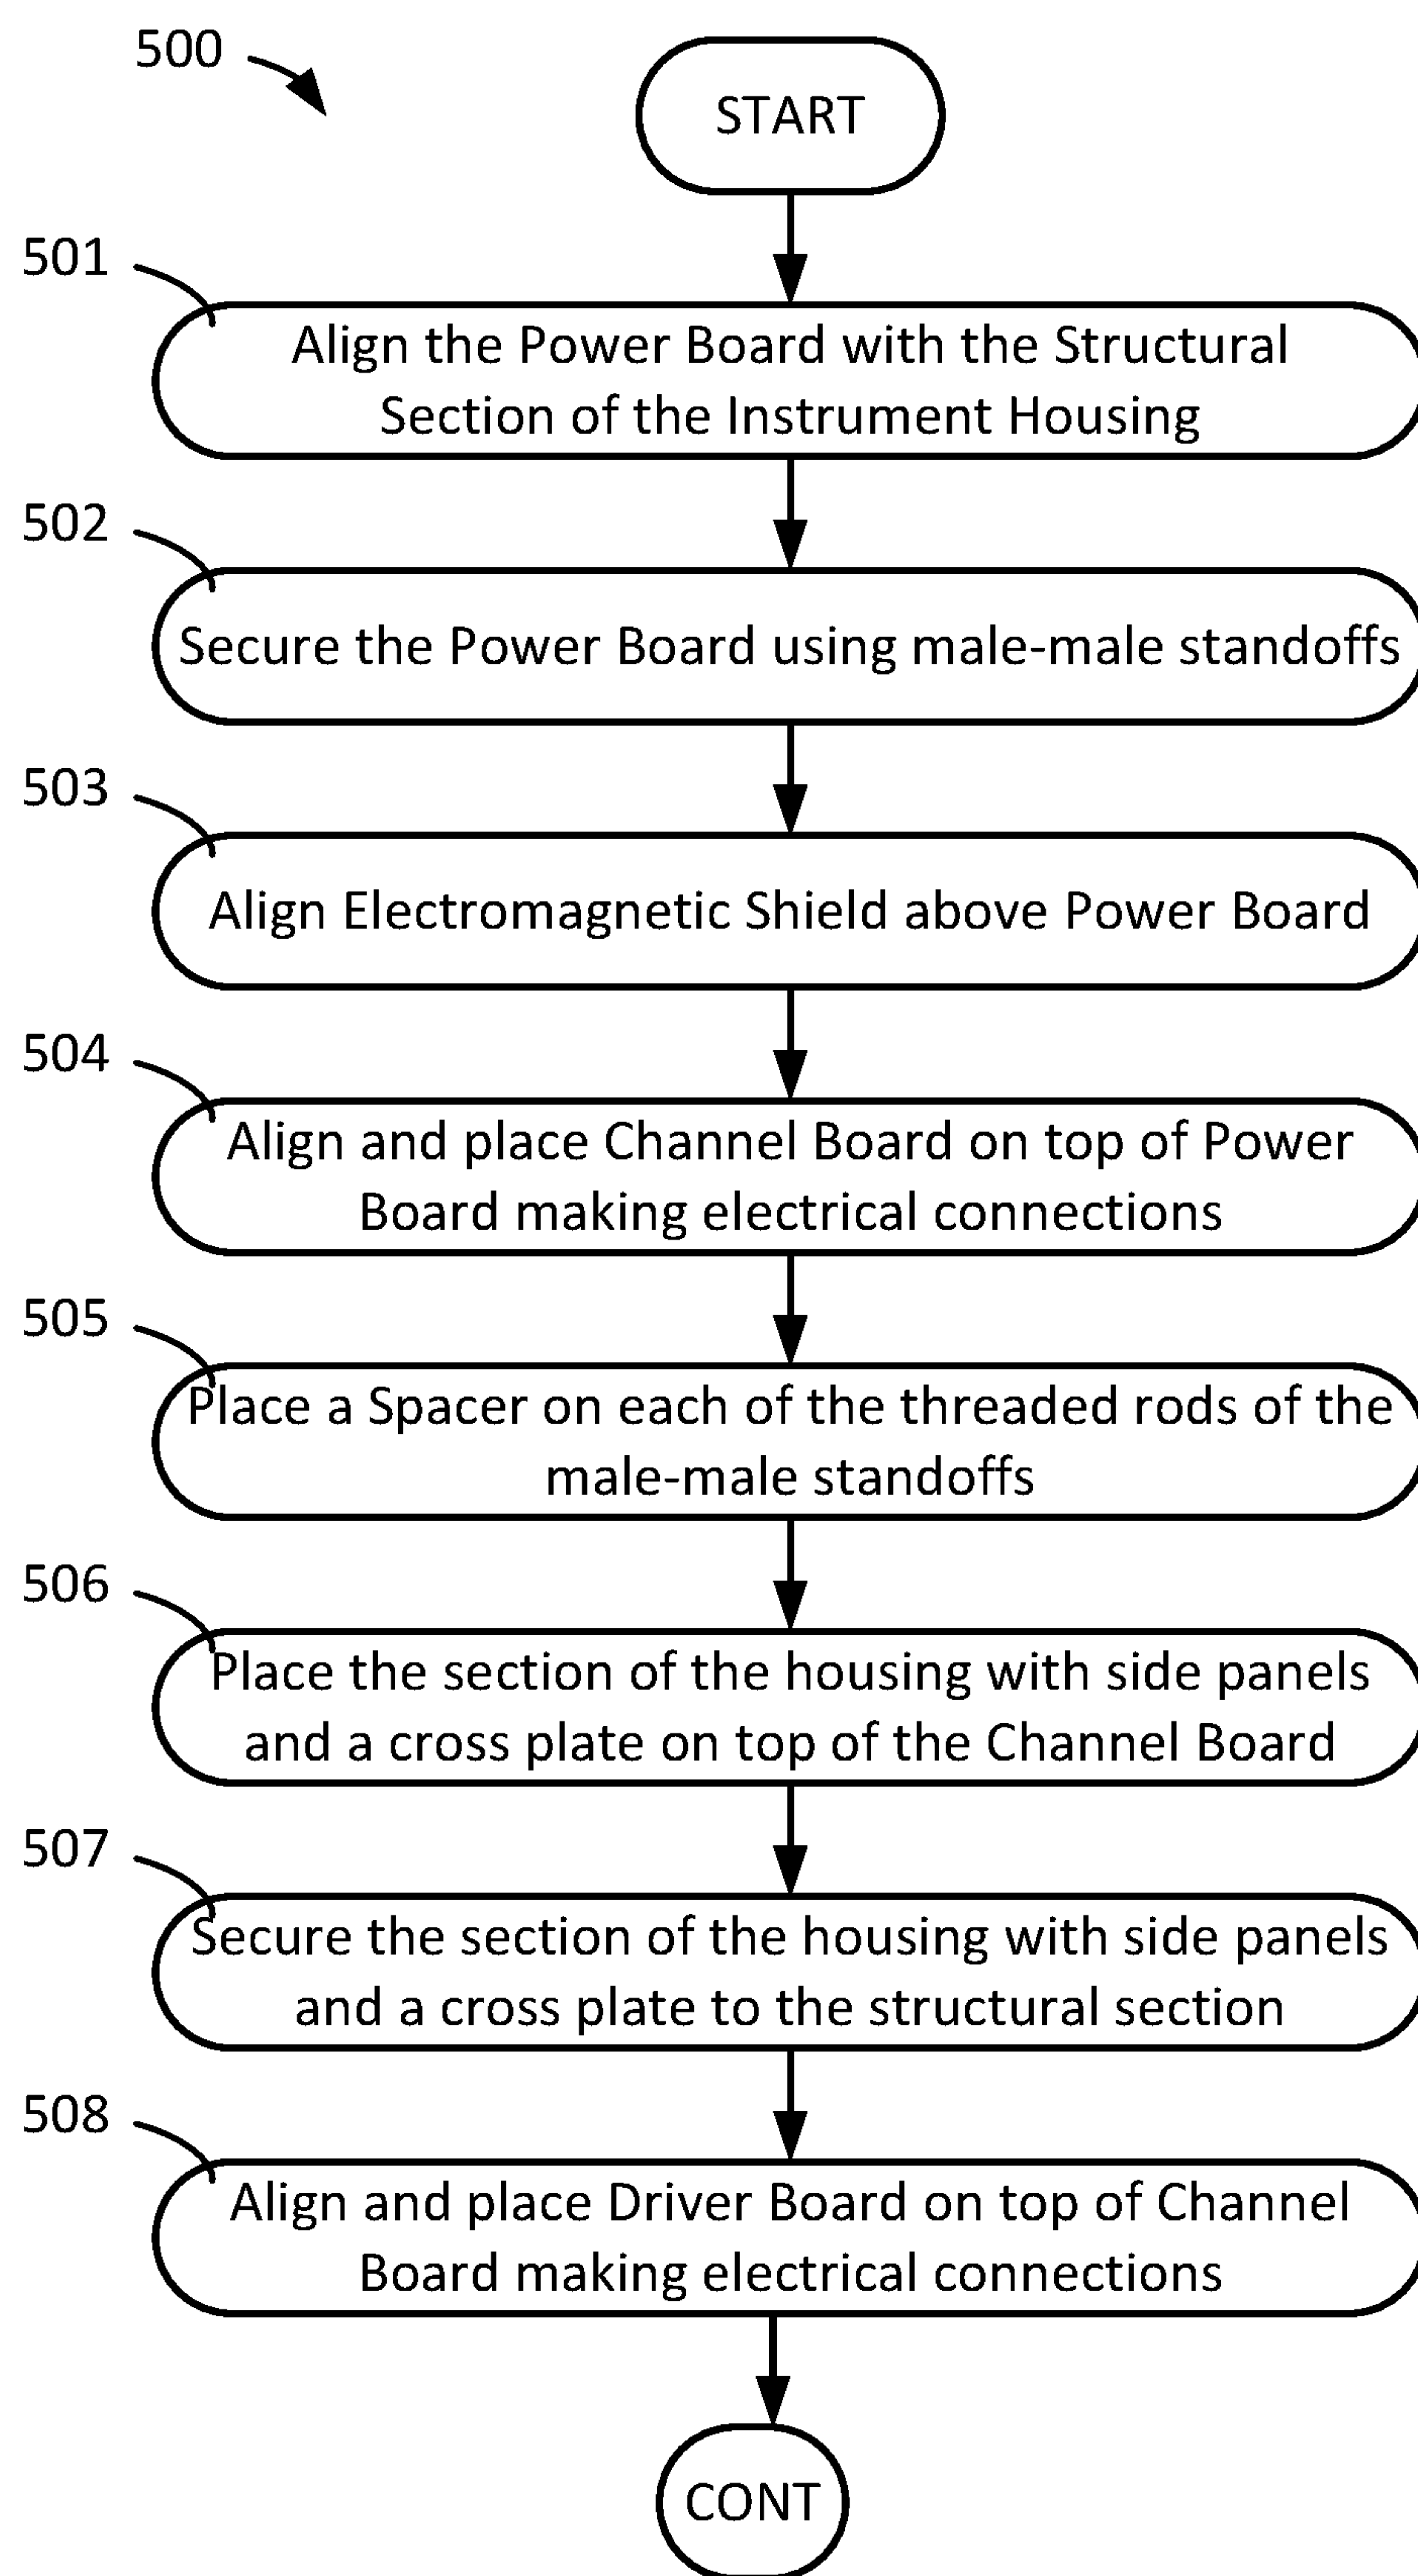 500
START
501
Align the Power Board with the Structural
Section of the Instrument Housing
502
Secure the Power Board using male-male standoffs
503
Align Electromagnetic Shield above Power Board
504
Align and place Channel Board on top of Power
Board making electrical connections
505
Place a Spacer on each of the threaded rods of the
male-male standoffs
506
Place the section of the housing with side panels
and a cross plate on top of the Channel Board
507
Secure the section of the housing with side panels
and a cross plate to the structural section
508
Align and place Driver Board on top of Channel
Board making electrical connections
CONT